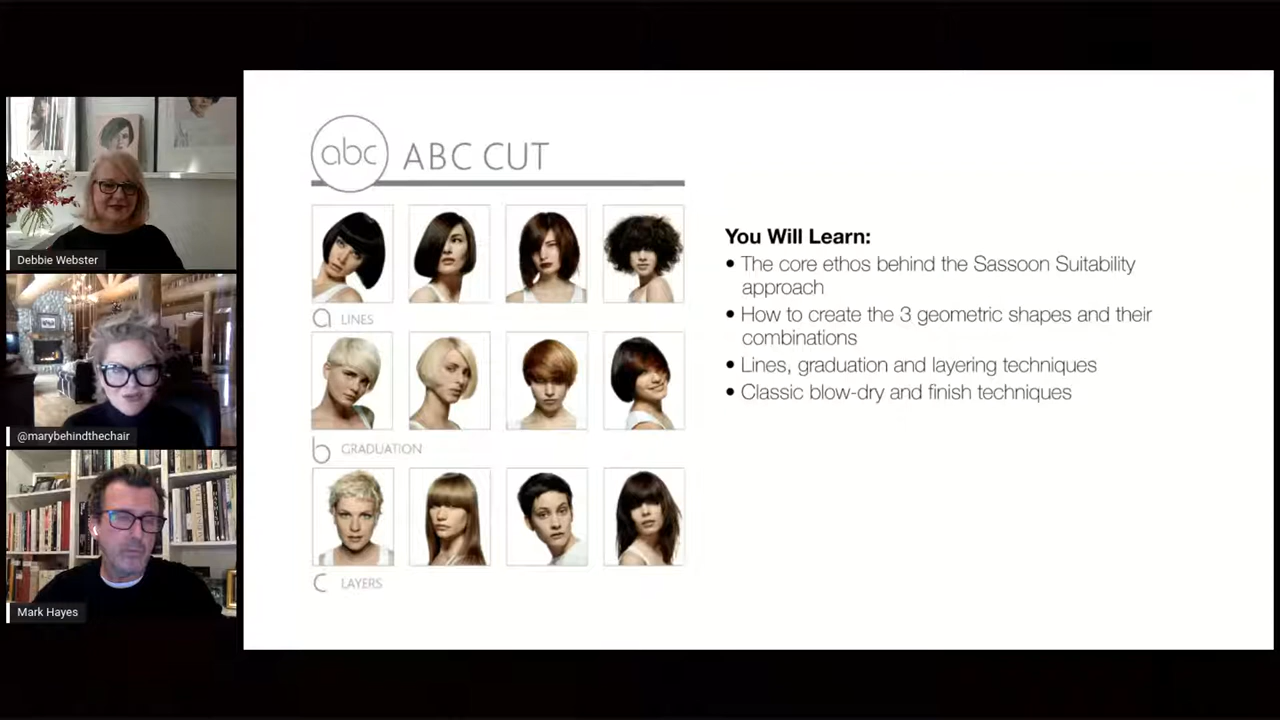 Debbie Webster
@marybehindthechair
Mark Hayes
abc
ABC CUT
a LINES
b GRADUATION
c LAYERS
You Will Learn:
• The core ethos behind the Sassoon Suitability
approach
• How to create the 3 geometric shapes and their
combinations
• Lines, graduation and layering techniques
• Classic blow-dry and finish techniques